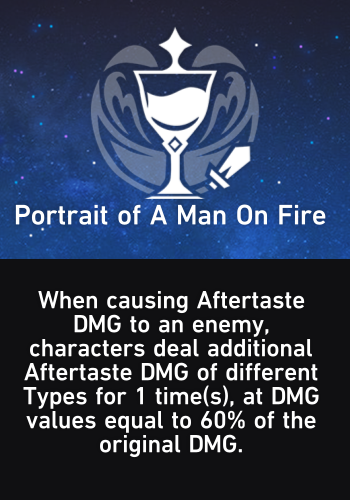 Portrait of A Man On Fire
When causing Aftertaste
DMG to an enemy,
characters deal additional
Aftertaste DMG of different
Types for 1 time(s), at DMG
values equal to 60% of the
original DMG.